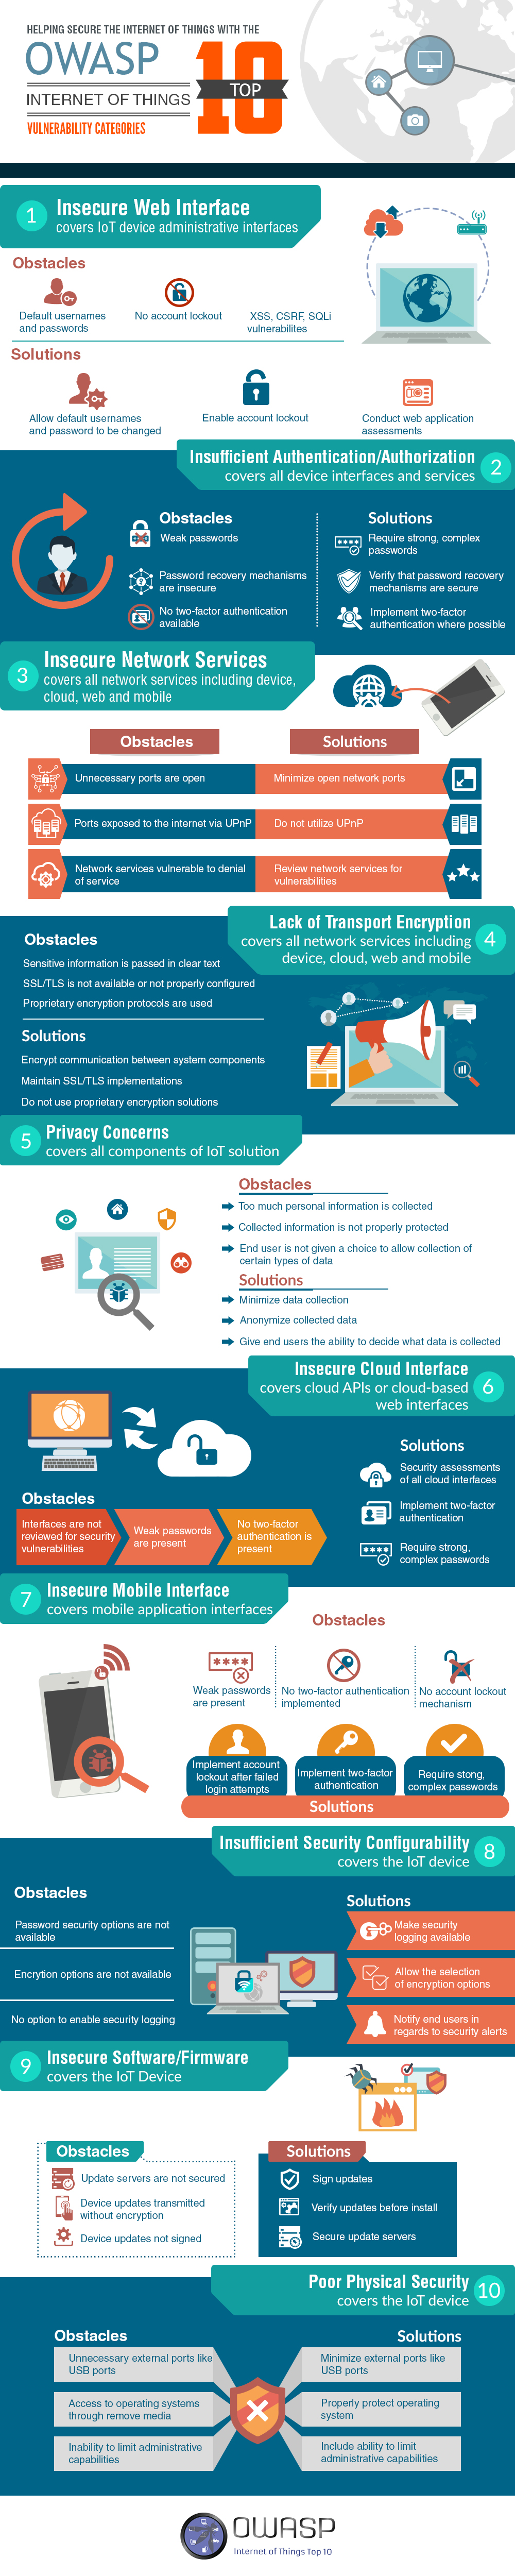 HELPING SECURE THE INTERNET OF THINGS WITH THE
OWASP
INTERNET OF THINGS
TOP
10
VULNERABILITY CATEGORIES
1
Insecure Web Interface
covers IoT device administrative interfaces
Obstacles
Default usernames
and passwords
No account lockout
XSS, CSRF, SQLi
vulnerabilites
Solutions
Allow default usernames
and password to be changed
Enable account lockout
Conduct web application
assessments
Insufficient Authentication/Authorization
covers all device interfaces and services
2
Obstacles
Weak passwords
Password recovery mechanisms
are insecure
No two-factor authentication
available
Solutions
Require strong, complex
passwords
Verify that password recovery
mechanisms are secure
Implement two-factor
authentication where possible
3
Insecure Network Services
covers all network services including device,
cloud, web and mobile
Obstacles
Solutions
Unnecessary ports are open
Minimize open network ports
Ports exposed to the internet via UPnP
Do not utilize UPnP
Network services vulnerable to denial
of service
Review network services for
vulnerabilities
Lack of Transport Encryption
covers all network services including
device, cloud, web and mobile
4
Obstacles
Sensitive information is passed in clear text
SSL/TLS is not available or not properly configured
Proprietary encryption protocols are used
Solutions
Encrypt communication between system components
Maintain SSL/TLS implementations
Do not use proprietary encryption solutions
5
Privacy Concerns
covers all components of IoT solution
Obstacles
Too much personal information is collected
Collected information is not properly protected
End user is not given a choice to allow collection of
certain types of data
Solutions
Minimize data collection
Anonymize collected data
Give end users the ability to decide what data is collected
Insecure Cloud Interface
covers cloud APIs or cloud-based
web interfaces
6
Obstacles
Interfaces are not
reviewed for security
vulnerabilities
Weak passwords
are present
No two-factor
authentication is
present
Solutions
Security assessments
of all cloud interfaces
Implement two-factor
authentication
Require strong,
complex passwords
7
Insecure Mobile Interface
covers mobile application interfaces
Obstacles
Weak passwords
are present
No two-factor authentication
implemented
No account lockout
mechanism
Implement account
lockout after failed
login attempts
Implement two-factor
authentication
Require stong,
complex passwords
Solutions
Insufficient Security Configurability
covers the IoT device
8
Obstacles
Password security options are not
available
Encrytion options are not available
No option to enable security logging
Solutions
Make security
logging available
Allow the selection
of encryption options
Notify end users in
regards to security alerts
9
Insecure Software/Firmware
covers the IoT Device
Obstacles
Update servers are not secured
Device updates transmitted
without encryption
Device updates not signed
Solutions
Sign updates
Verify updates before install
Secure update servers
Poor Physical Security
covers the IoT device
10
Obstacles
Unnecessary external ports like
USB ports
Access to operating systems
through remove media
Inability to limit administrative
capabilities
Solutions
Minimize external ports like
USB ports
Properly protect operating
system
Include ability to limit
administrative capabilities
OWASP
Internet of Things Top 10